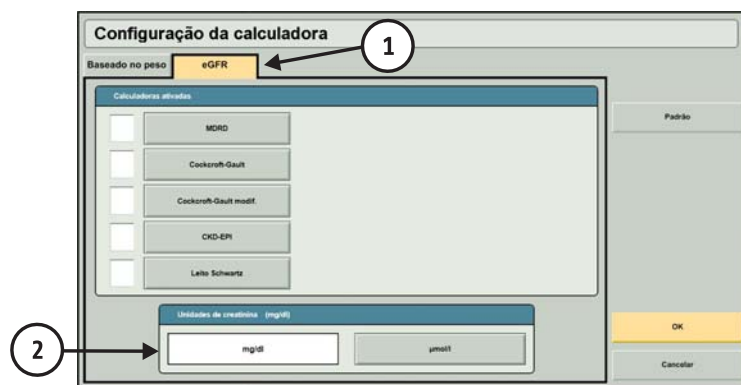 Configuração da calculadora
1
Baseado no peso
eGFR
Calculadoras ativadas
MDRD
Cockcroft-Gault
Cockcroft-Gault modif.
CKD-EPI
Leito Schwartz
Padrão
Unidades de creatinina (mg/dl)
mg/dl
µmol/l
OK
Cancelar
2